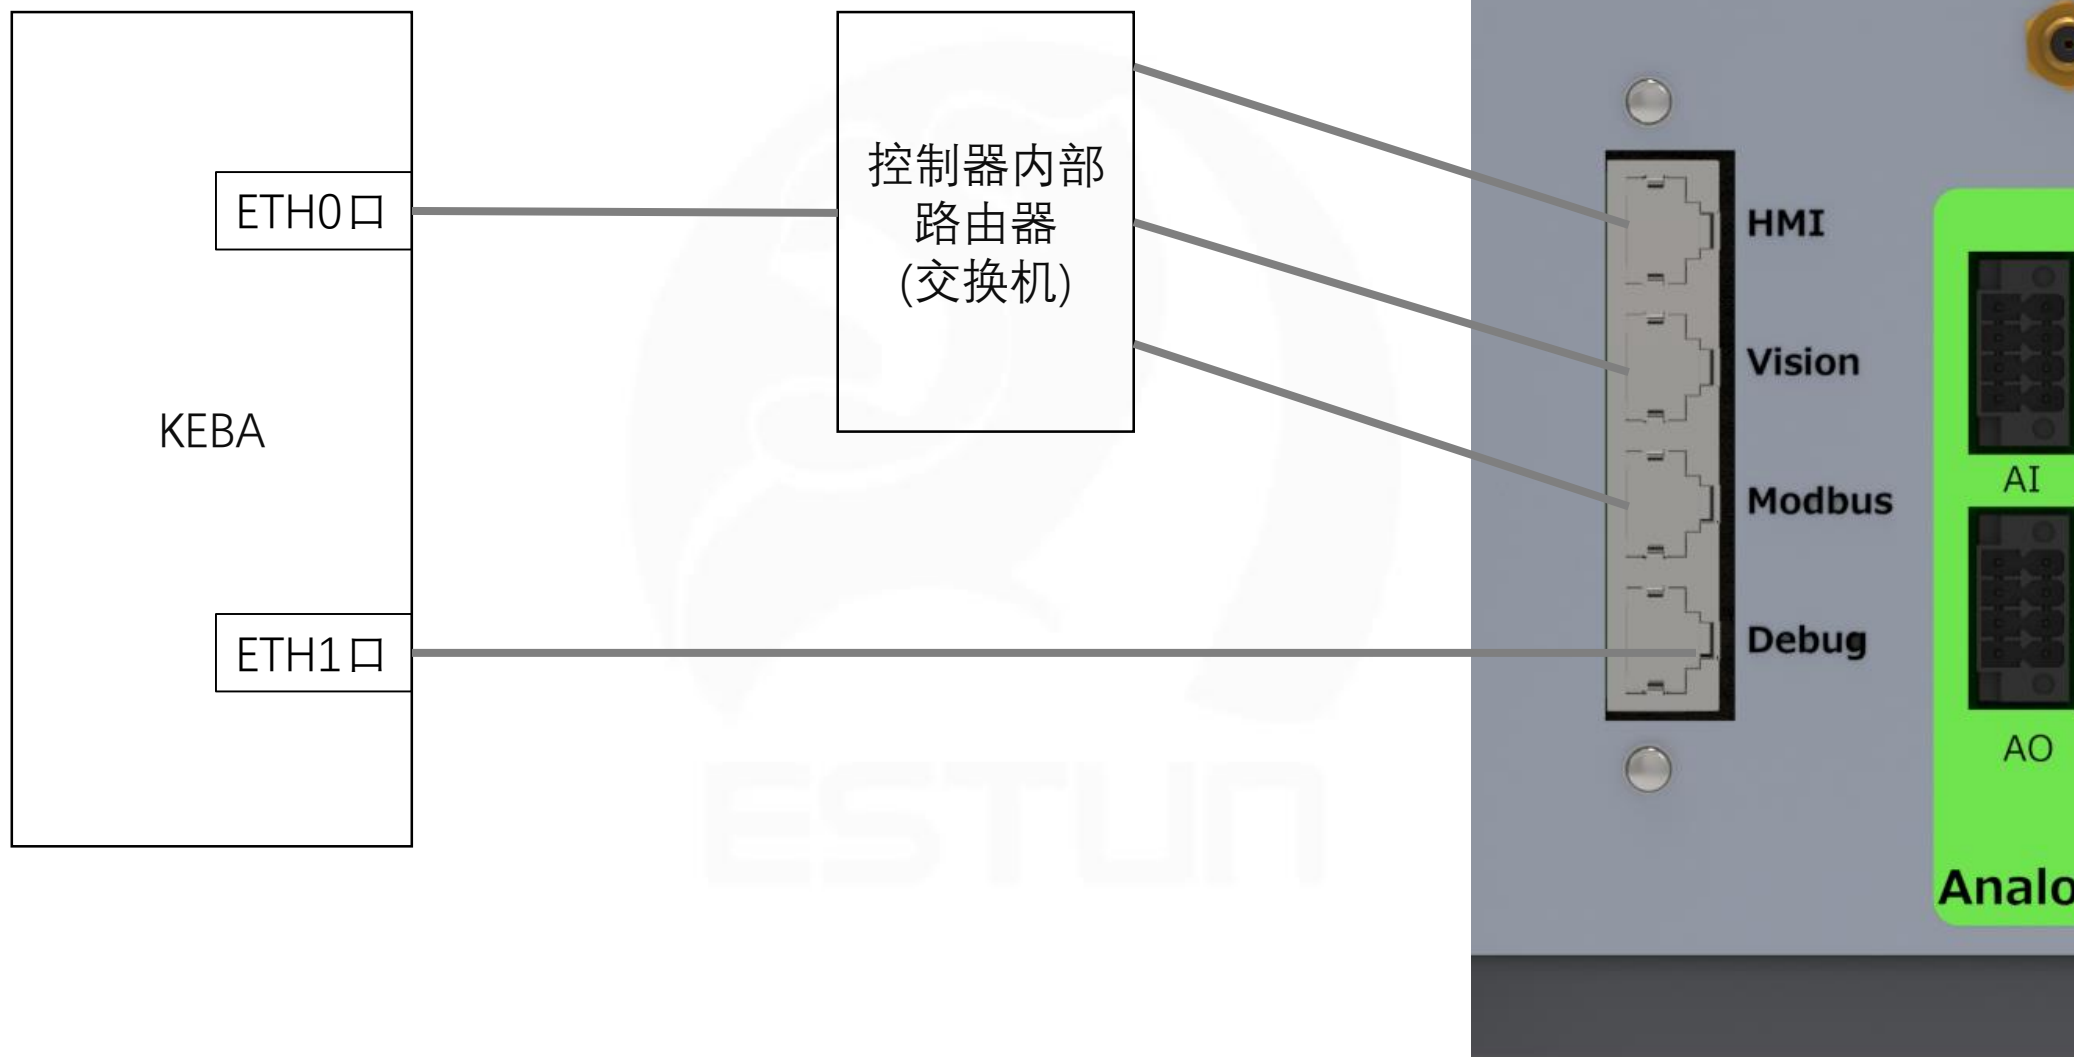 ETH0口
控制器内部
路由器
(交换机)
KEBA
ETH1口
HMI
Vision
Modbus
Debug
AI
AO
Analo
ESTUN